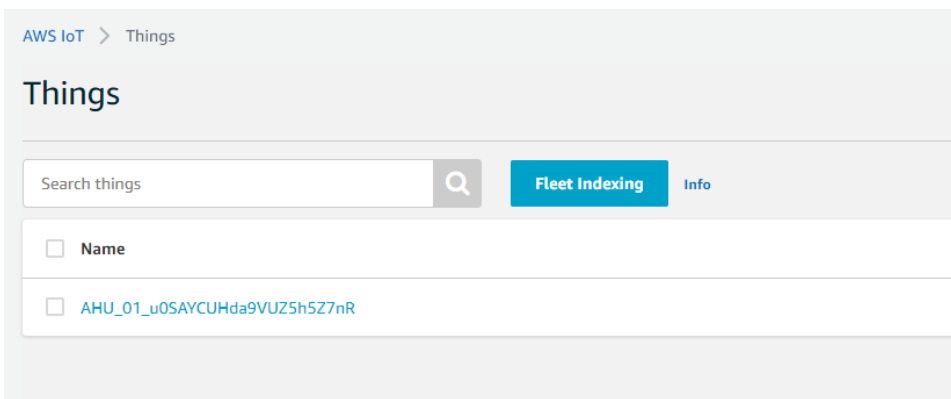 AWS IoT > Things
Things
Search things
Fleet Indexing Info
Name
AHU_01_u0SAYCUHda9VUZ5h5Z7nR